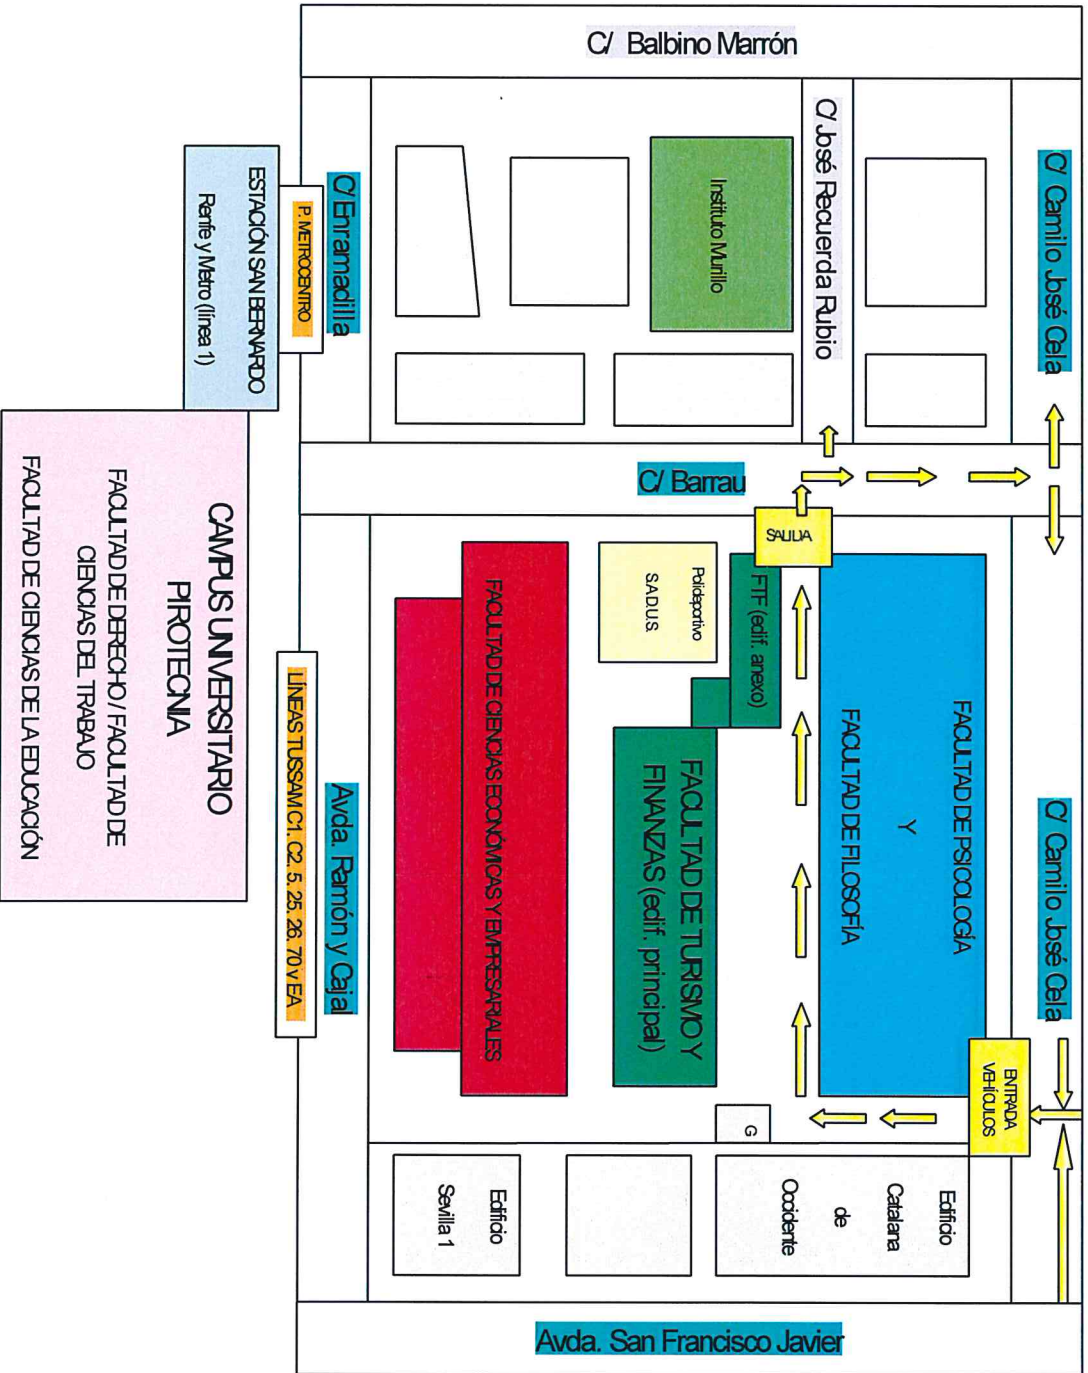 C/ Balbino Marrón
C/ Camilo José Cela
C/ José Recuerda Rubio
Instituto Murillo
C/ Enramadilla
P. METROCENTRO
ESTACIÓN SAN BERNARDO
Renfe y Metro (línea 1)
C/ Barrau
SALIDA
C/ Camilo José Cela
ENTRADA
VEHÍCULOS
FACULTAD DE PSICOLOGÍA
Y
FACULTAD DE FILOSOFÍA
FTF (edif. anexo)
Polideportivo
S.A.D.U.S.
FACULTAD DE TURISMO Y
FINANZAS (edif. principal)
G
FACULTAD DE CIENCIAS ECONÓMICAS Y EMPRESARIALES
Avda. Ramón y Cajal
LÍNEAS TUSSAM C1. C2. 5. 25. 26. 70 y EA
CAMPUS UNIVERSITARIO
PIROTECNIA
FACULTAD DE DERECHO / FACULTAD DE
CIENCIAS DEL TRABAJO
FACULTAD DE CIENCIAS DE LA EDUCACIÓN
Edificio
Catalana
de
Occidente
Edificio
Sevilla 1
Avda. San Francisco Javier